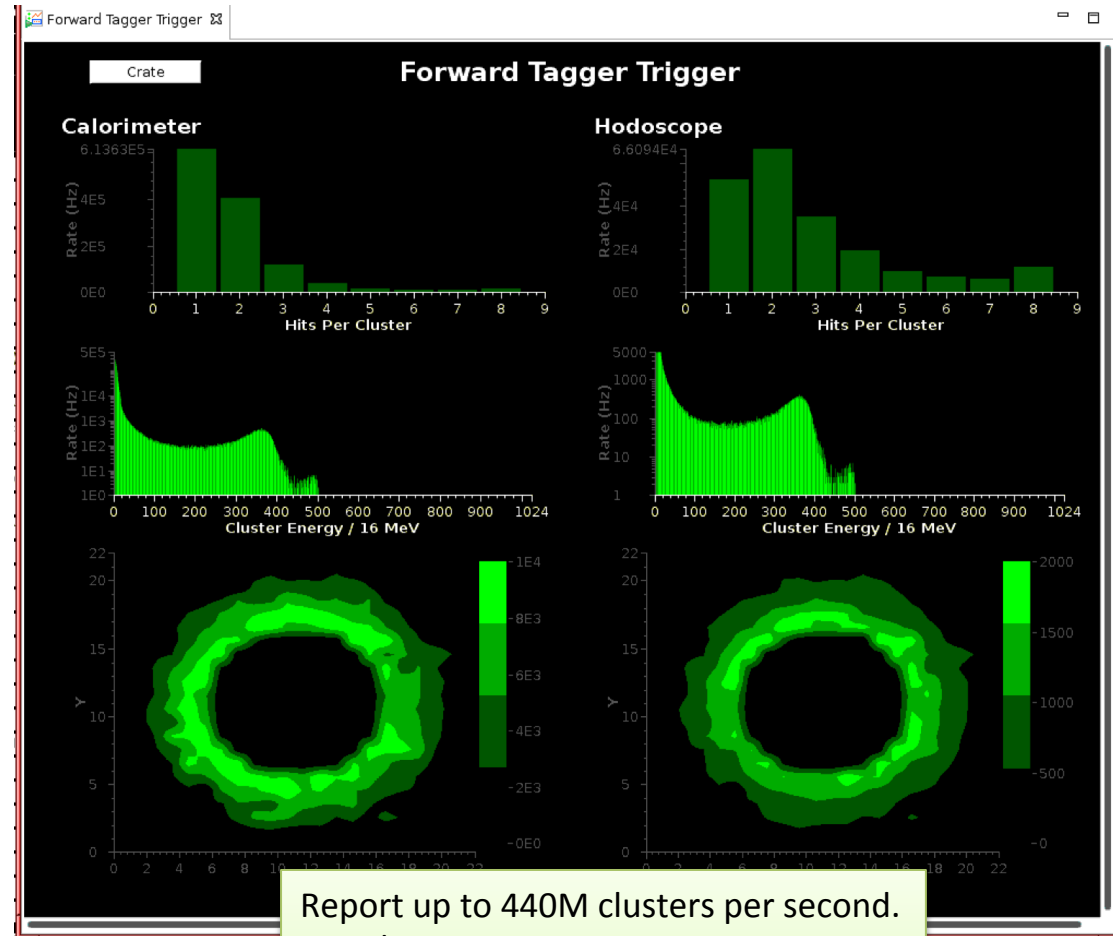 Forward Tagger Trigger
Crate
Forward Tagger Trigger
Calorimeter
6.1363E5
4E5
2E5
0E0
Rate (Hz)
0 1 2 3 4 5 6 7 8 9
Hits Per Cluster
Hodoscope
6.6094E4
4E4
2E4
0E0
Rate (Hz)
0 1 2 3 4 5 6 7 8 9
Hits Per Cluster
5E5
1E4
1E3
1E2
1E1
1E0
Rate (Hz)
0 100 200 300 400 500 600 700 800 900 1024
Cluster Energy / 16 MeV
5000
1000
100
10
1
Rate (Hz)
0 100 200 300 400 500 600 700 800 900 1024
Cluster Energy / 16 MeV
22
20
15
10
5
0
Y
0 2 4 6 8 10 12 14 16 18 20 22
1E4
8E3
6E3
4E3
2E3
0E0
22
20
15
10
5
0
Y
0 2 4 6 8 10 12 14 16 18 20 22
2000
1500
1000
500
0
Report up to 440M clusters per second.